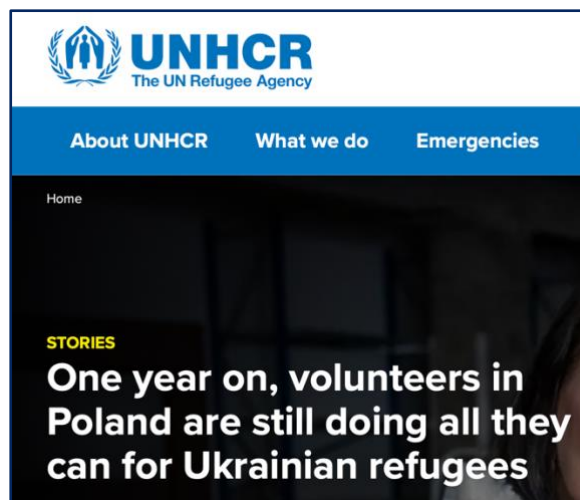 UNHCR
The UN Refugee Agency
About UNHCR What we do Emergencies
Home
STORIES
One year on, volunteers in
Poland are still doing all they
can for Ukrainian refugees